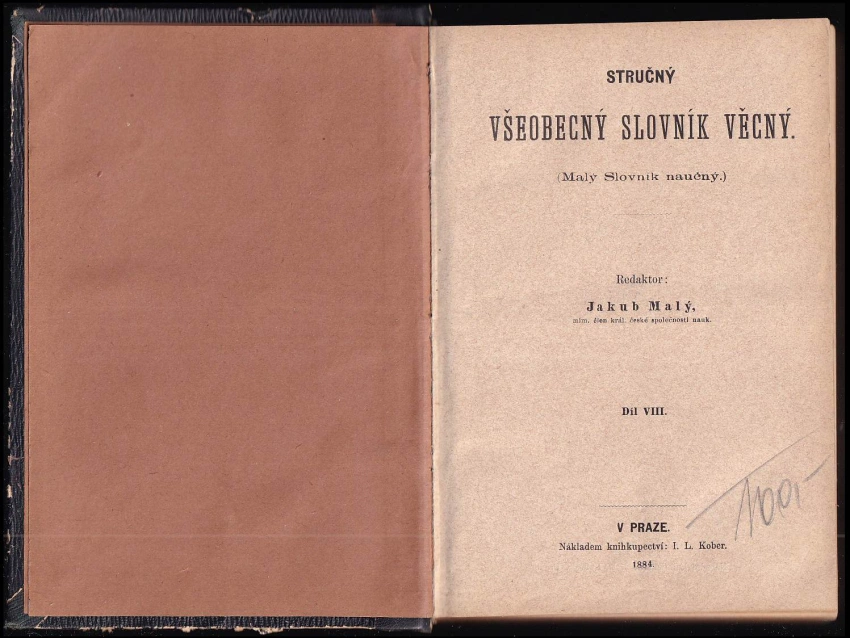 STRUČNÝ
VŠEOBECNÝ SLOVNÍK VĚCNÝ.
(Malý Slovník naučný.)
Redaktor:
Jakub Malý,
mim. člen král. české společnosti nauk.
Díl VIII.
V PRAZE.
Nákladem knihkupectví: I. L. Kober.
1884.
100,-